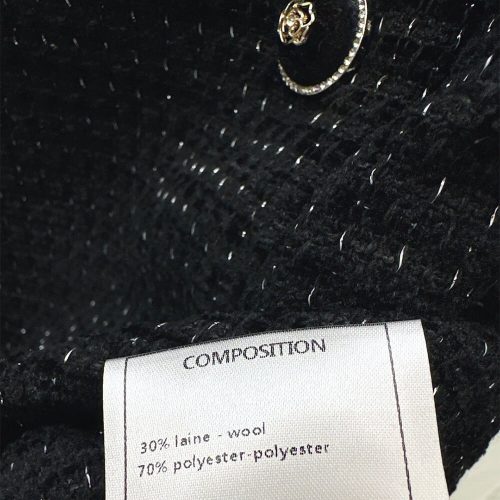 COMPOSITION
30% laine - wool
70% polyester-polyester